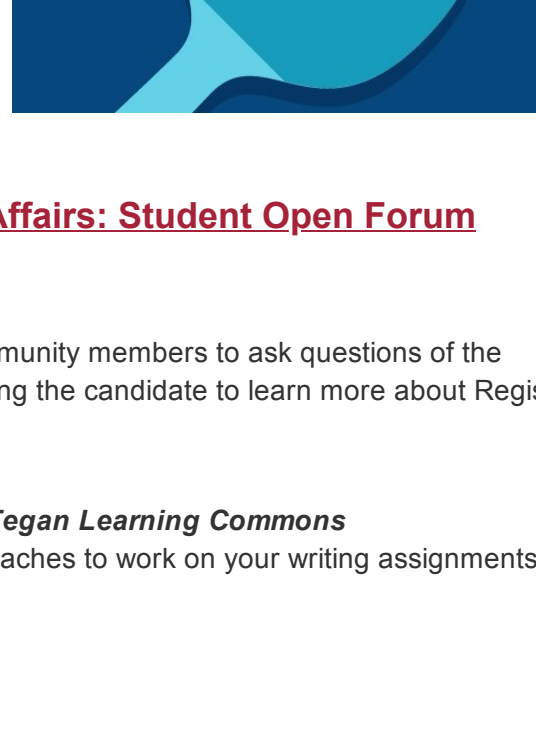 Affairs: Student Open Forum
munity members to ask questions of the
ng the candidate to learn more about Regis
Tegan Learning Commons
aches to work on your writing assignments